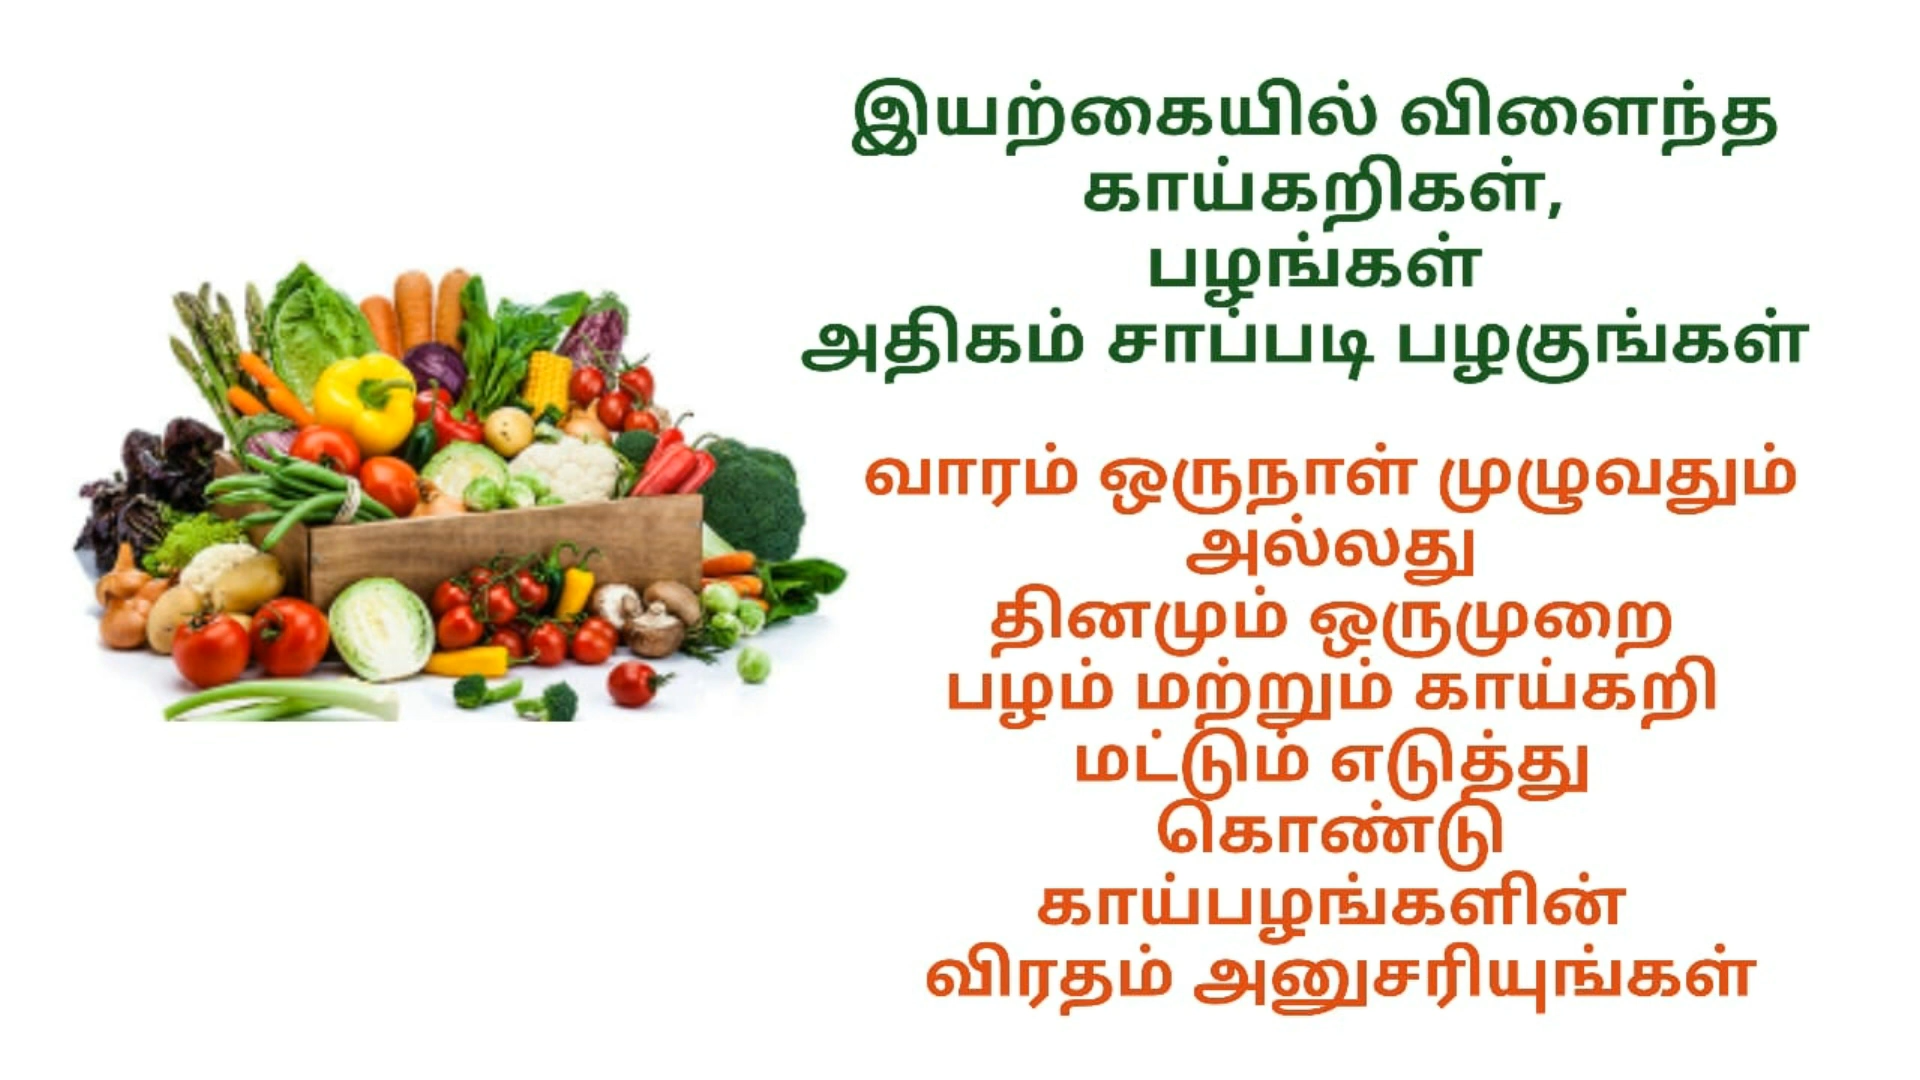 இயற்கையில் விளைந்த
காய்கறிகள்,
பழங்கள்
அதிகம் சாப்படி பழகுங்கள்
வாரம் ஒருநாள் முழுவதும்
அல்லது
தினமும் ஒருமுறை
பழம் மற்றும் காய்கறி
மட்டும் எடுத்து
கொண்டு
காய்பழங்களின்
விரதம் அனுசரியுங்கள்